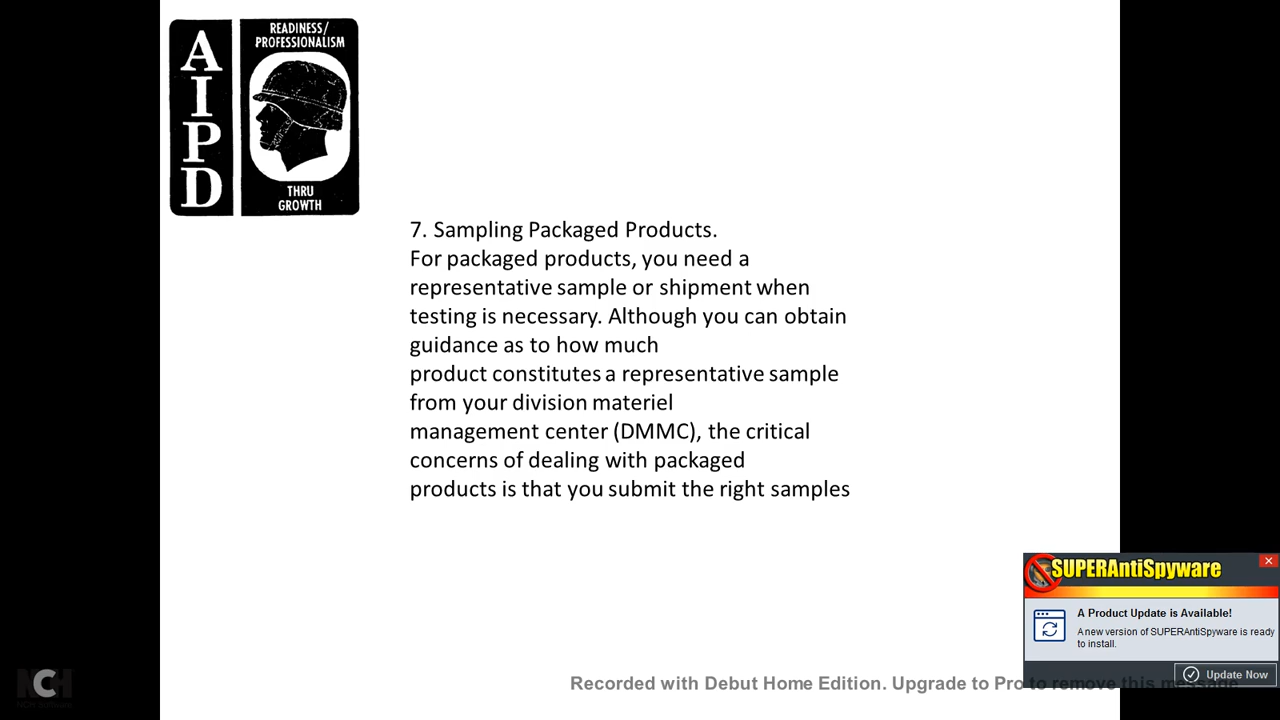 AIPD
READINESS/
PROFESSIONALISM
THRU
GROWTH
7. Sampling Packaged Products.
For packaged products, you need a
representative sample or shipment when
testing is necessary. Although you can obtain
guidance as to how much
product constitutes a representative sample
from your division materiel
management center (DMMC), the critical
concerns of dealing with packaged
products is that you submit the right samples
SUPERAntiSpyware
A Product Update is Available!
A new version of SUPERAntiSpyware is ready
to install.
Update Now
Recorded with Debut Home Edition. Upgrade to Pro to remove this message
NCH
NCH Software